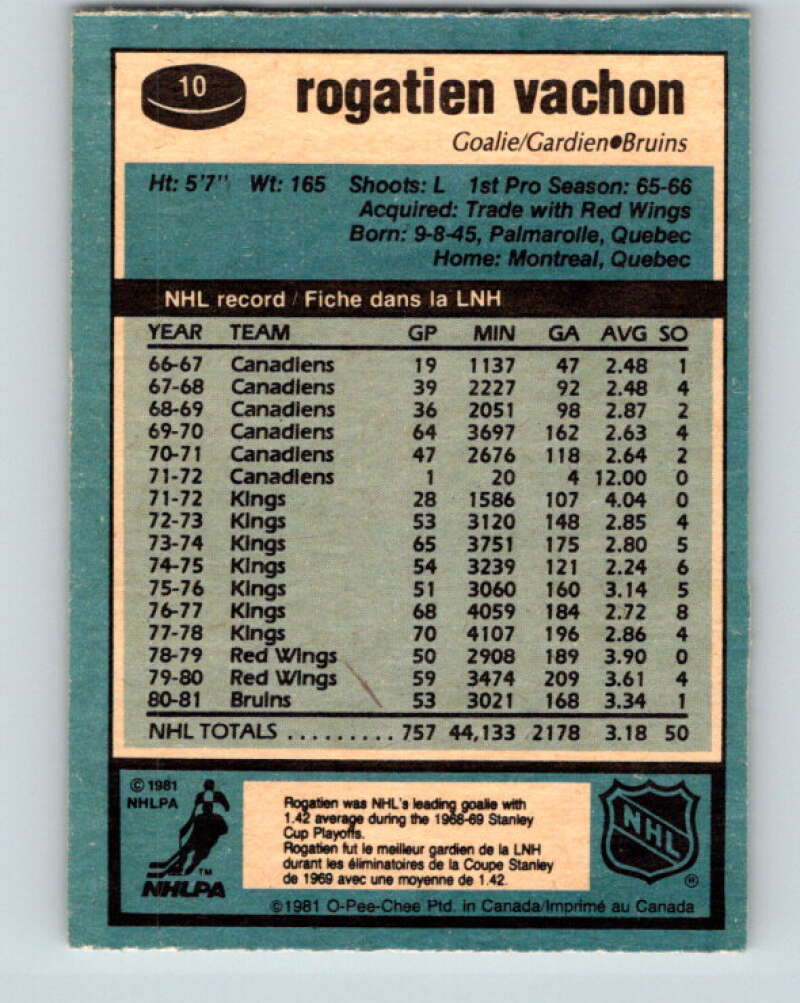 10
rogatien vachon
Goalie/Gardien●Bruins
Ht: 5'7" Wt: 165 Shoots: L 1st Pro Season: 65-66
Acquired: Trade with Red Wings
Born: 9-8-45, Palmarolle, Quebec
Home: Montreal, Quebec
NHL record / Fiche dans la LNH
YEAR TEAM GP MIN GA AVG SO
66-67 Canadiens 19 1137 47 2.48 1
67-68 Canadiens 39 2227 92 2.48 4
68-69 Canadiens 36 2051 98 2.87 2
69-70 Canadiens 64 3697 162 2.63 4
70-71 Canadiens 47 2676 118 2.64 2
71-72 Canadiens 1 20 4 12.00 0
71-72 Kings 28 1586 107 4.04 0
72-73 Kings 53 3120 148 2.85 4
73-74 Kings 65 3751 175 2.80 5
74-75 Kings 54 3239 121 2.24 6
75-76 Kings 51 3060 160 3.14 5
76-77 Kings 68 4059 184 2.72 8
77-78 Kings 70 4107 196 2.86 4
78-79 Red Wings 50 2908 189 3.90 0
79-80 Red Wings 59 3474 209 3.61 4
80-81 Bruins 53 3021 168 3.34 1
NHL TOTALS ......... 757 44,133 2178 3.18 50
© 1981
NHLPA
TM
NHLPA
Rogatien was NHL's leading goalie with
1.42 average during the 1968-69 Stanley
Cup Playoffs.
Rogatien fut le meilleur gardien de la LNH
durant les éliminatoires de la Coupe Stanley
de 1969 avec une moyenne de 1.42.
NHL
®
©1981 O-Pee-Chee Ptd. in Canada/Imprimé au Canada